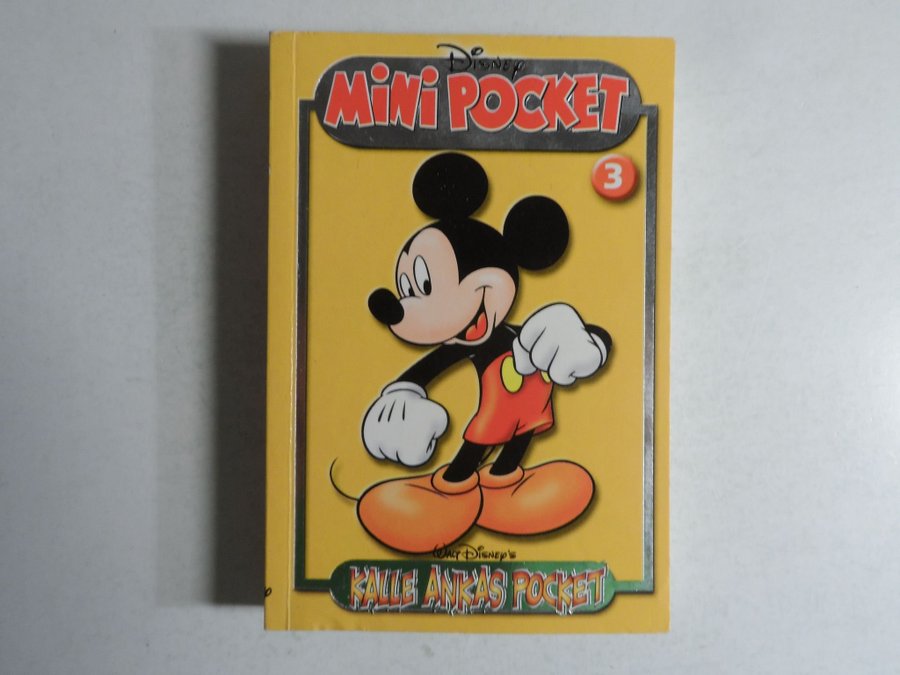 Disney
MiNi POCKET
3
Walt Disney's
KALLE ANKAS POCKET